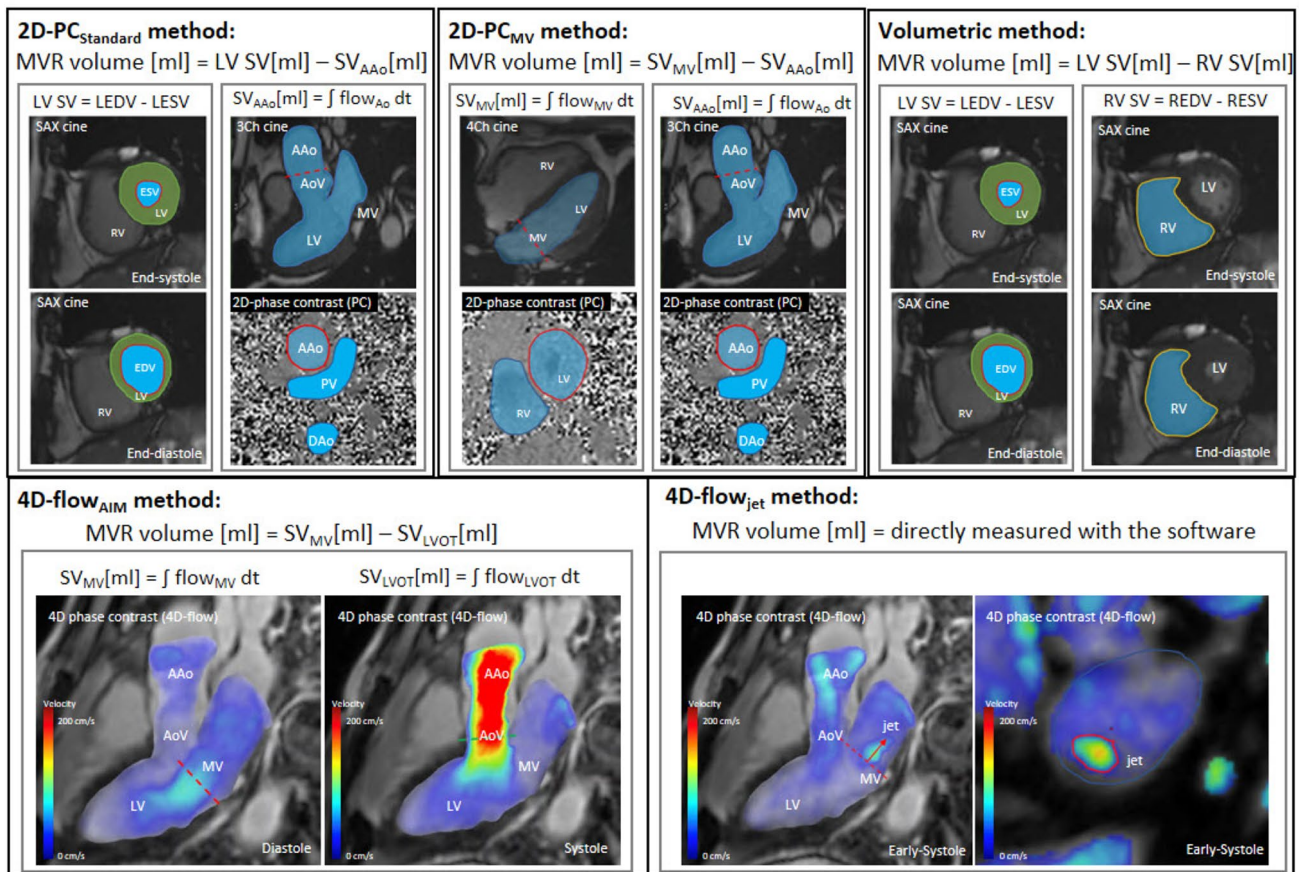 2D-PCStandard method:
MVR volume [ml] = LV SV[ml] – SVAAo[ml]
LV SV = LEDV - LESV
SAX cine
ESV
LV
RV
End-systole
SAX cine
EDV
LV
RV
End-diastole
SVAAo[ml] = ∫ flowAo dt
3Ch cine
AAo
AoV
MV
LV
2D-phase contrast (PC)
AAo
PV
DAo
2D-PCMV method:
MVR volume [ml] = SVMV[ml] – SVAAo[ml]
SVMV[ml] = ∫ flowMV dt
4Ch cine
RV
LV
MV
2D-phase contrast (PC)
LV
RV
SVAAo[ml] = ∫ flowAo dt
3Ch cine
AAo
AoV
MV
LV
2D-phase contrast (PC)
AAo
PV
DAo
Volumetric method:
MVR volume [ml] = LV SV[ml] – RV SV[ml]
LV SV = LEDV - LESV
SAX cine
ESV
LV
RV
End-systole
SAX cine
EDV
LV
RV
End-diastole
RV SV = REDV - RESV
SAX cine
LV
RV
End-systole
SAX cine
LV
RV
End-diastole
4D-flowAIM method:
MVR volume [ml] = SVMV[ml] – SVLVOT[ml]
SVMV[ml] = ∫ flowMV dt
4D phase contrast (4D-flow)
AAo
Velocity
200 cm/s
AoV
MV
LV
0 cm/s
Diastole
SVLVOT[ml] = ∫ flowLVOT dt
4D phase contrast (4D-flow)
AAo
Velocity
200 cm/s
AoV
MV
LV
0 cm/s
Systole
4D-flowjet method:
MVR volume [ml] = directly measured with the software
4D phase contrast (4D-flow)
AAo
Velocity
200 cm/s
jet
AoV
MV
LV
0 cm/s
Early-Systole
4D phase contrast (4D-flow)
Velocity
200 cm/s
jet
0 cm/s
Early-Systole